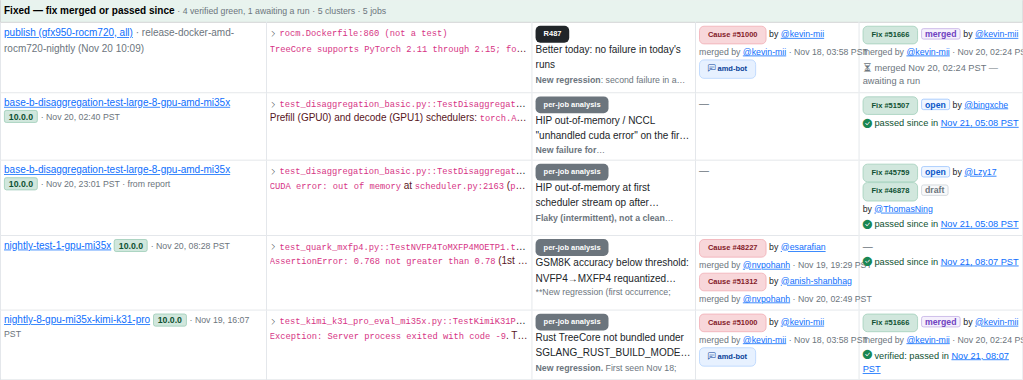 Fixed — fix merged or passed since · 4 verified green, 1 awaiting a run · 5 clusters · 5 jobs
publish (gfx950-rocm720, all) · release-docker-amd-rocm720-nightly (Nov 20 10:09)
rocm.Dockerfile:860 (not a test)
TreeCore supports PyTorch 2.11 through 2.15; fo…
R487
Better today: no failure in today's runs
New regression: second failure in a…
Cause #51000 by @kevin-mii
merged by @kevin-mii · Nov 18, 03:58 PST
amd-bot
Fix #51666 merged by @kevin-mii
merged by @kevin-mii · Nov 20, 02:24 PS
merged Nov 20, 02:24 PM PST — awaiting a run
base-b-disaggregation-test-large-8-gpu-amd-mi35x
10.0.0 · Nov 20, 02:40 PST
test_disaggregation_basic.py::TestDisaggregat…
Prefill (GPU0) and decode (GPU1) schedulers: torch.A…
per-job analysis
HIP out-of-memory / NCCL
"unhandled cuda error" on the fir…
New failure for…
—
Fix #51507 open by @bingxche
passed since in Nov 21, 05:08 PST
base-b-disaggregation-test-large-8-gpu-amd-mi35x
10.0.0 · Nov 20, 23:01 PST · from report
test_disaggregation_basic.py::TestDisaggregat…
CUDA error: out of memory at scheduler.py:2163 (p…
per-job analysis
HIP out-of-memory at first
scheduler stream op after…
Flaky (intermittent), not a clean…
—
Fix #45759 open by @Lzy17
Fix #46878 draft
by @ThomasNing
passed since in Nov 21, 05:08 PST
nightly-test-1-gpu-mi35x 10.0.0 · Nov 20, 08:28 PST
test_quark_mxfp4.py::TestNVFP4ToMXFP4MOETP1.t…
AssertionError: 0.768 not greater than 0.78 (1st …
per-job analysis
GSM8K accuracy below threshold:
NVFP4→MXFP4 requantized…
**New regression (first occurrence;
Cause #48227 by @esarafian
merged by @nvpohanh · Nov 19, 19:29 PST
Cause #51312 by @anish-shanbhag
merged by @nvpohanh · Nov 20, 02:49 PST
—
passed since in Nov 21, 08:07 PST
nightly-8-gpu-mi35x-kimi-k31-pro 10.0.0 · Nov 19, 16:07
PST
test_kimi_k31_pro_eval_mi35x.py::TestKimiK31P…
Exception: Server process exited with code -9. T…
per-job analysis
Rust TreeCore not bundled under
SGLANG_RUST_BUILD_MODE…
New regression. First seen Nov 18;
Cause #51000 by @kevin-mii
merged by @kevin-mii · Nov 18, 03:58 PST
amd-bot
Fix #51666 merged by @kevin-mii
merged by @kevin-mii · Nov 20, 02:24 PS
verified: passed in Nov 21, 08:07
PST